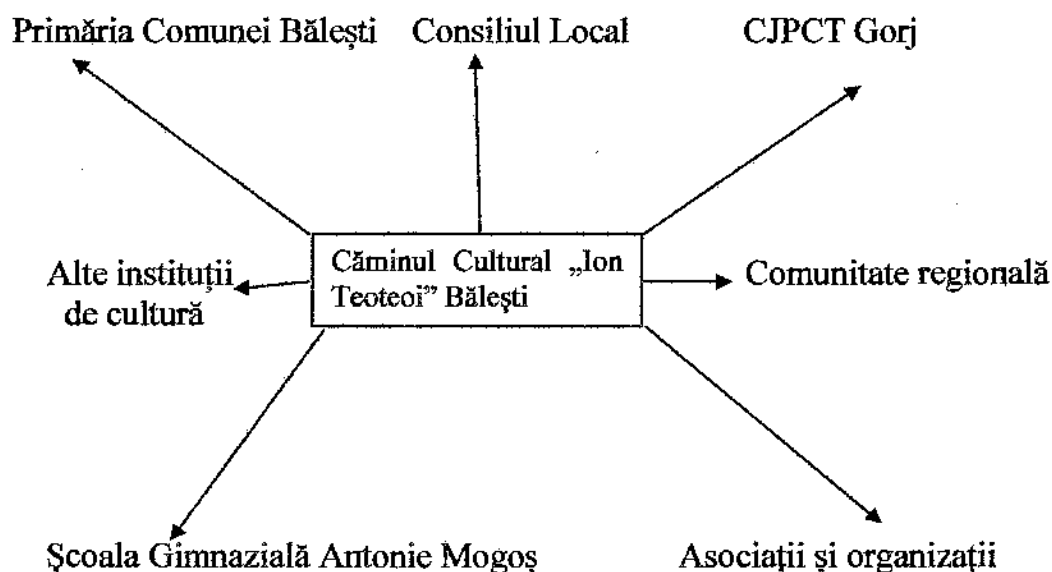 Primăria Comunei Bălești Consiliul Local CJPCT Gorj
Căminul Cultural „Ion
Teoteoi” Bălești
Alte instituții
de cultură
Comunitate regională
Școala Gimnazială Antonie Mogoș Asociații și organizații